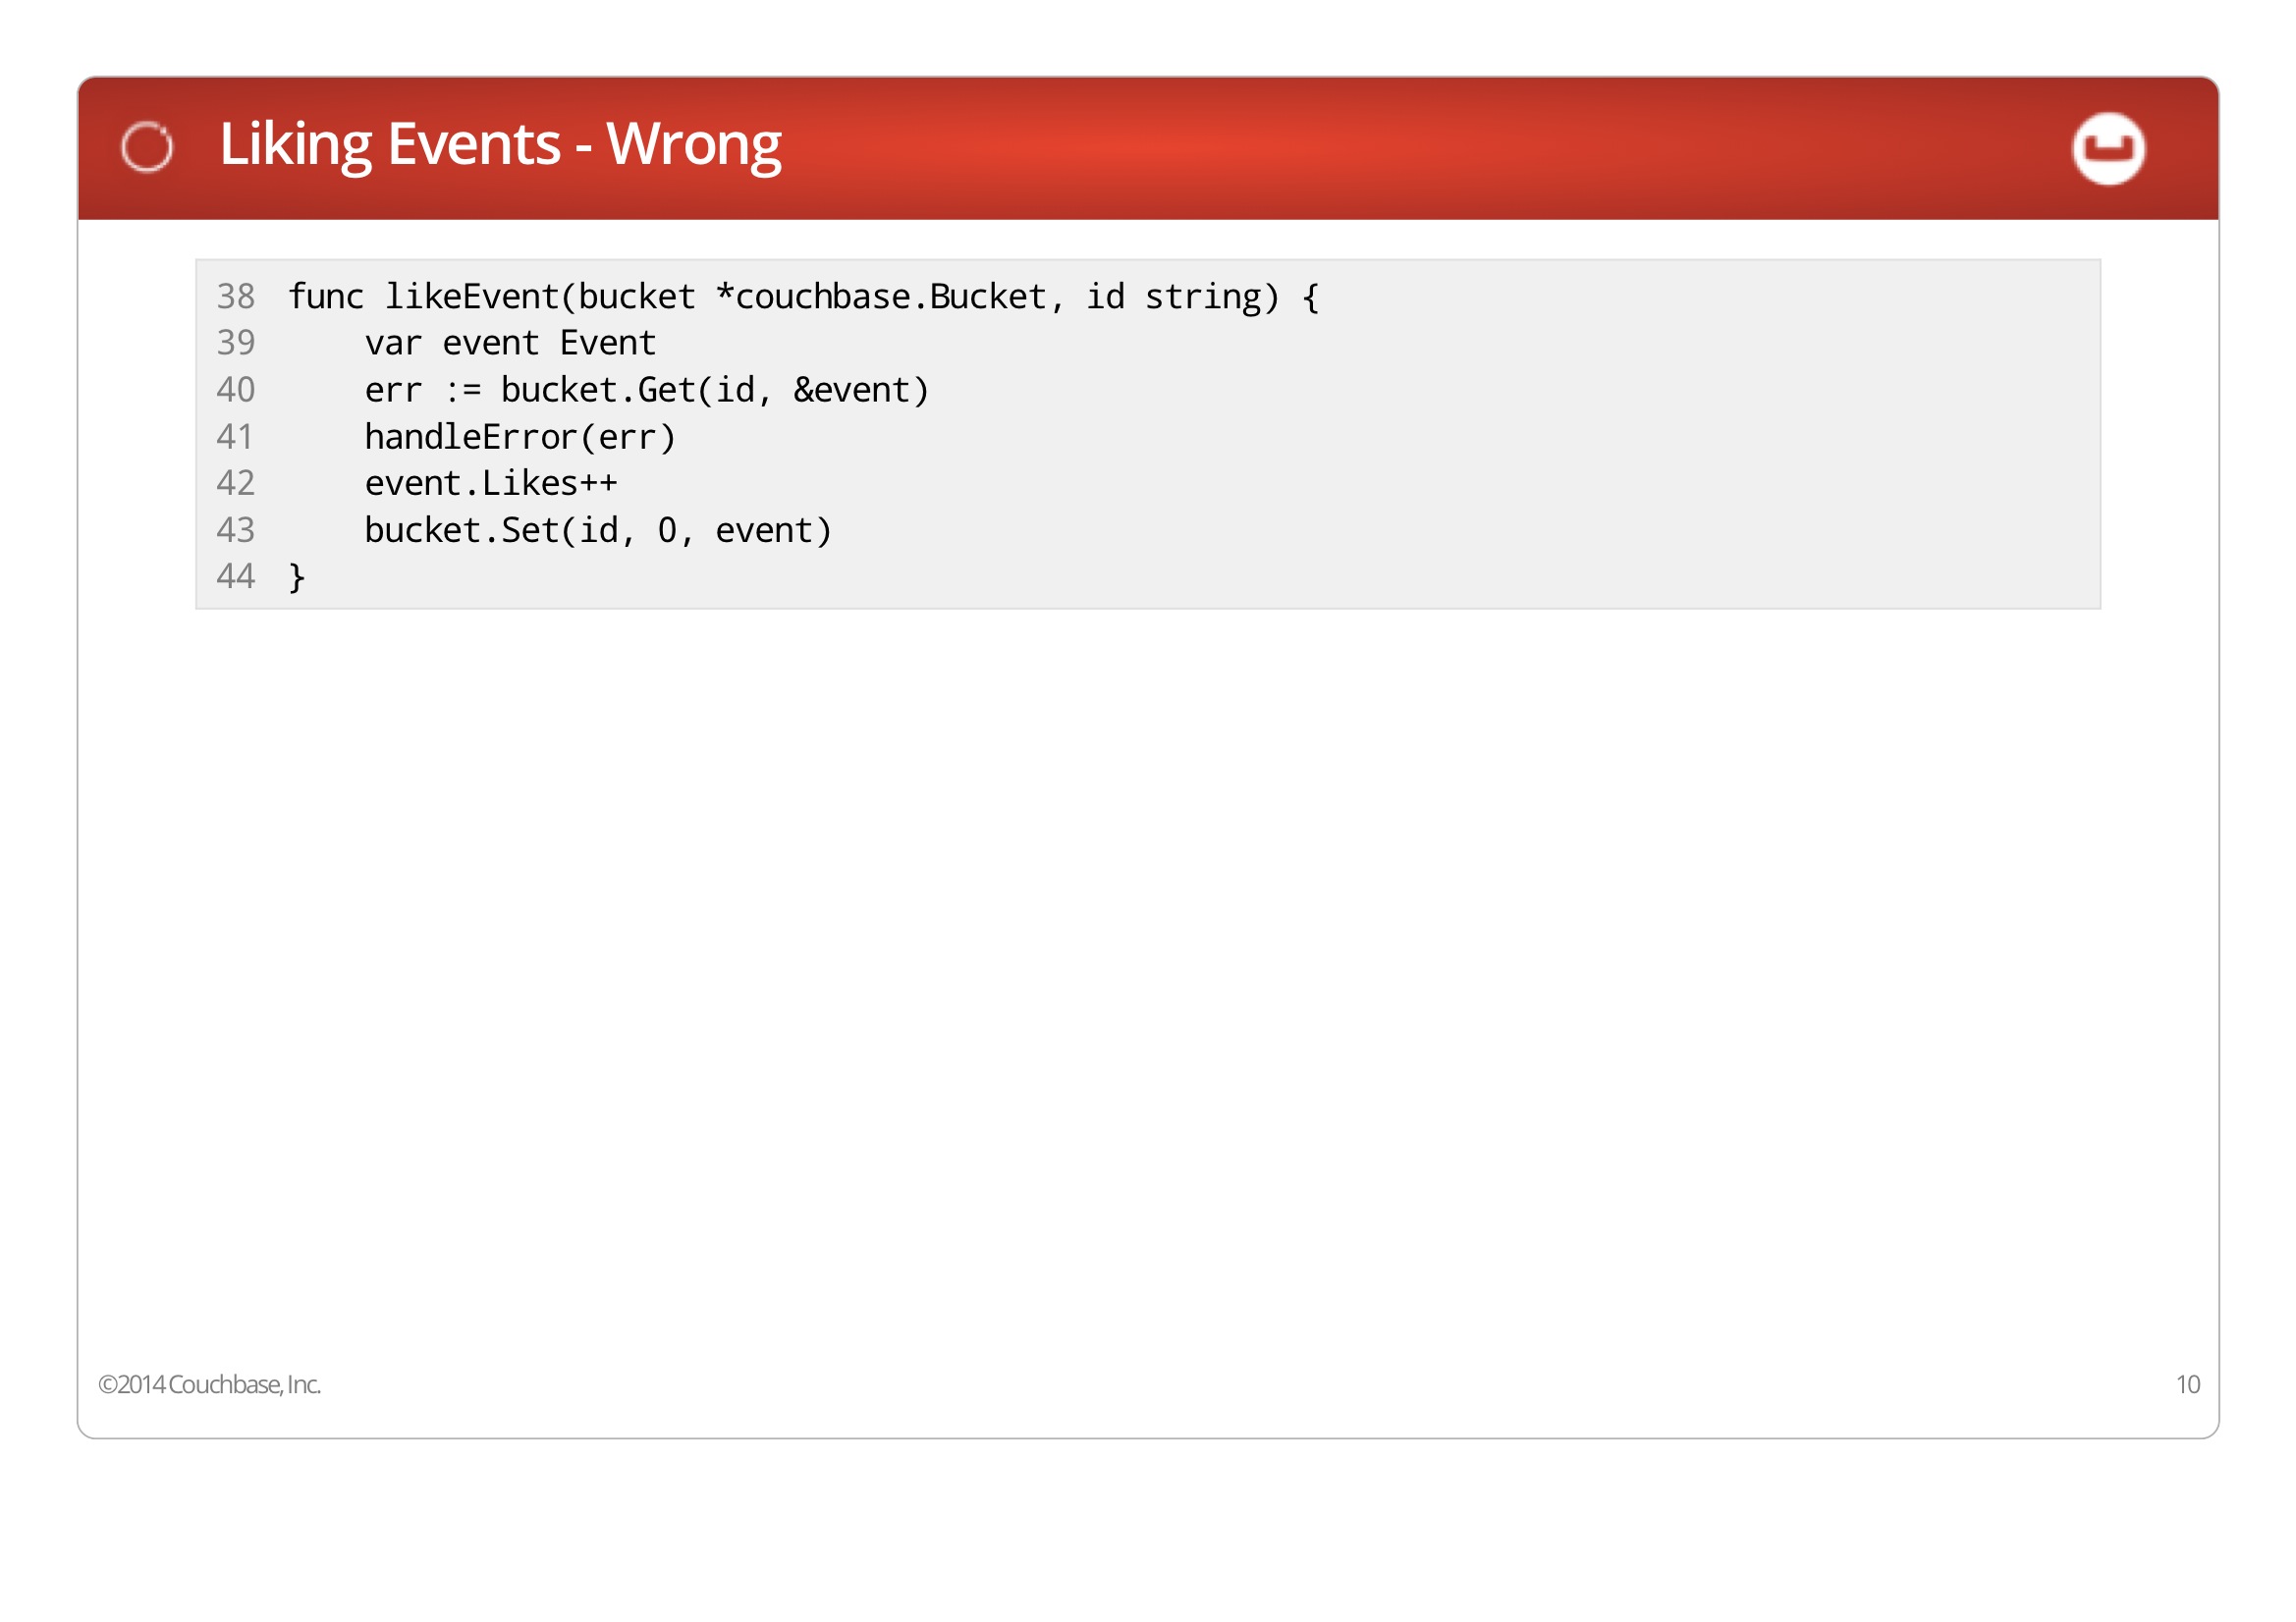 Liking Events - Wrong
38 func likeEvent(bucket *couchbase.Bucket, id string) {
39     var event Event
40     err := bucket.Get(id, &event)
41     handleError(err)
42     event.Likes++
43     bucket.Set(id, 0, event)
44 }
©2014 Couchbase, Inc.
10